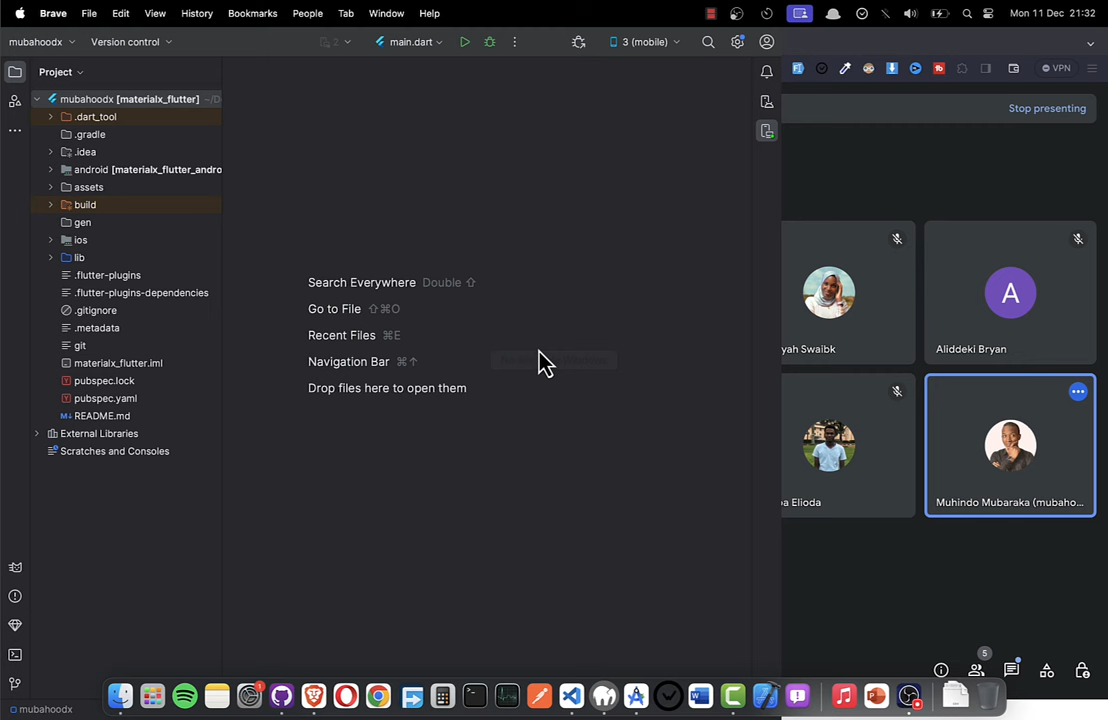 Brave File Edit View History Bookmarks People Tab Window Help Mon 11 Dec 21:32
mubahoodx Version control 2 main.dart 3 (mobile)
VPN
Project
Stop presenting
mubahoodx [materialx_flutter] ~/D
.dart_tool
.gradle
.idea
android [materialx_flutter_andro
assets
build
gen
ios
lib
.flutter-plugins
.flutter-plugins-dependencies
.gitignore
.metadata
git
materialx_flutter.iml
pubspec.lock
pubspec.yaml
README.md
External Libraries
Scratches and Consoles
Search Everywhere Double ⇧
Go to File ⇧⌘O
Recent Files ⌘E
Navigation Bar ⌘↑
Drop files here to open them
A
yah Swaibk
Aliddeki Bryan
pa Elioda
Muhindo Mubaraka (mubaho...
5
1
mubahoodx